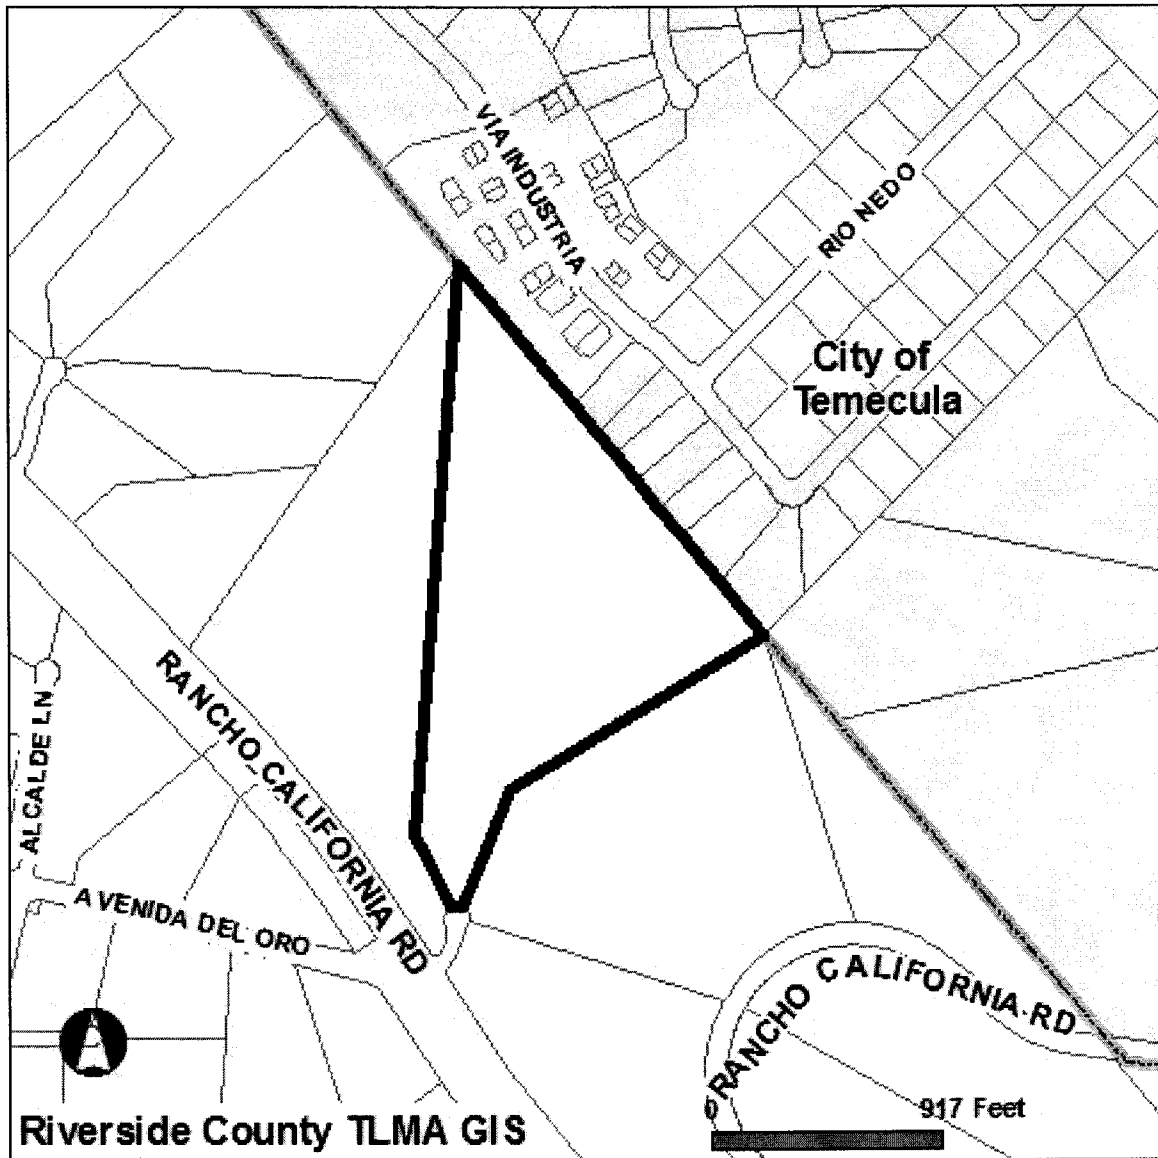 VIA INDUSTRIA
RIO NEDO
City of
Temecula
RANCHO CALIFORNIA RD
ALCALDE LN
AVENIDA DEL ORO
RANCHO CALIFORNIA RD
0 917 Feet
Riverside County TLMA GIS